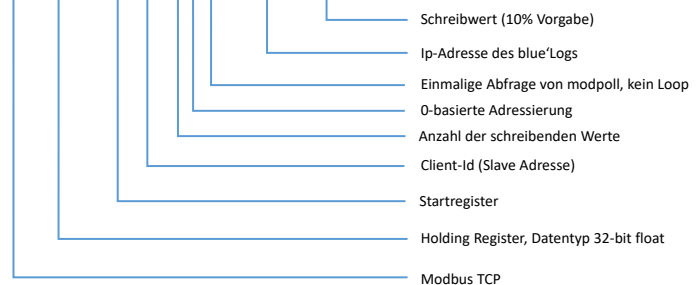 Schreibwert (10% Vorgabe)
Ip-Adresse des blue‘Logs
Einmalige Abfrage von modpoll, kein Loop
0-basierte Adressierung
Anzahl der schreibenden Werte
Client-Id (Slave Adresse)
Startregister
Holding Register, Datentyp 32-bit float
Modbus TCP